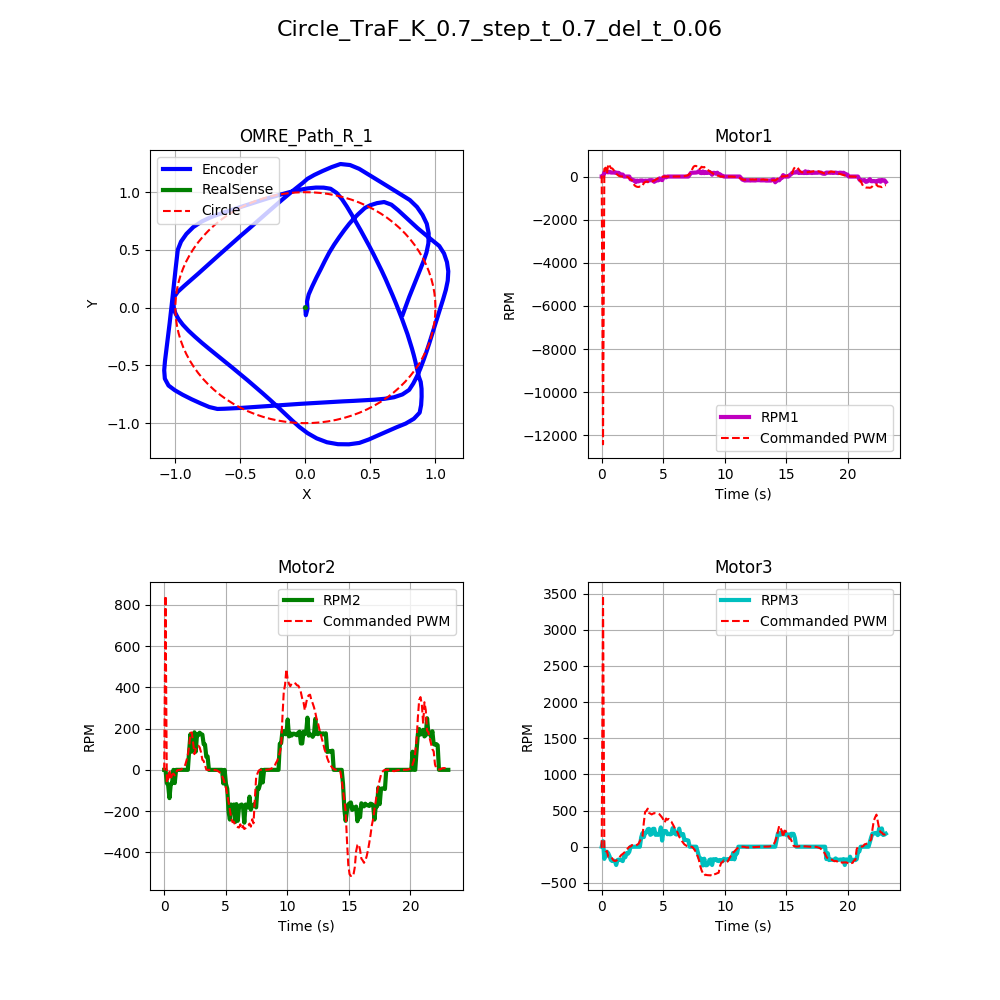 Circle_TraF_K_0.7_step_t_0.7_del_t_0.06
OMRE_Path_R_1
Encoder
RealSense
Circle
1.0
0.5
0.0
−0.5
−1.0
Y
−1.0 −0.5 0.0 0.5 1.0
X
Motor1
0
−2000
−4000
−6000
−8000
−10000
−12000
RPM
RPM1
Commanded PWM
0 5 10 15 20
Time (s)
Motor2
800
600
400
200
0
−200
−400
RPM
RPM2
Commanded PWM
0 5 10 15 20
Time (s)
Motor3
3500
3000
2500
2000
1500
1000
500
0
−500
RPM
RPM3
Commanded PWM
0 5 10 15 20
Time (s)